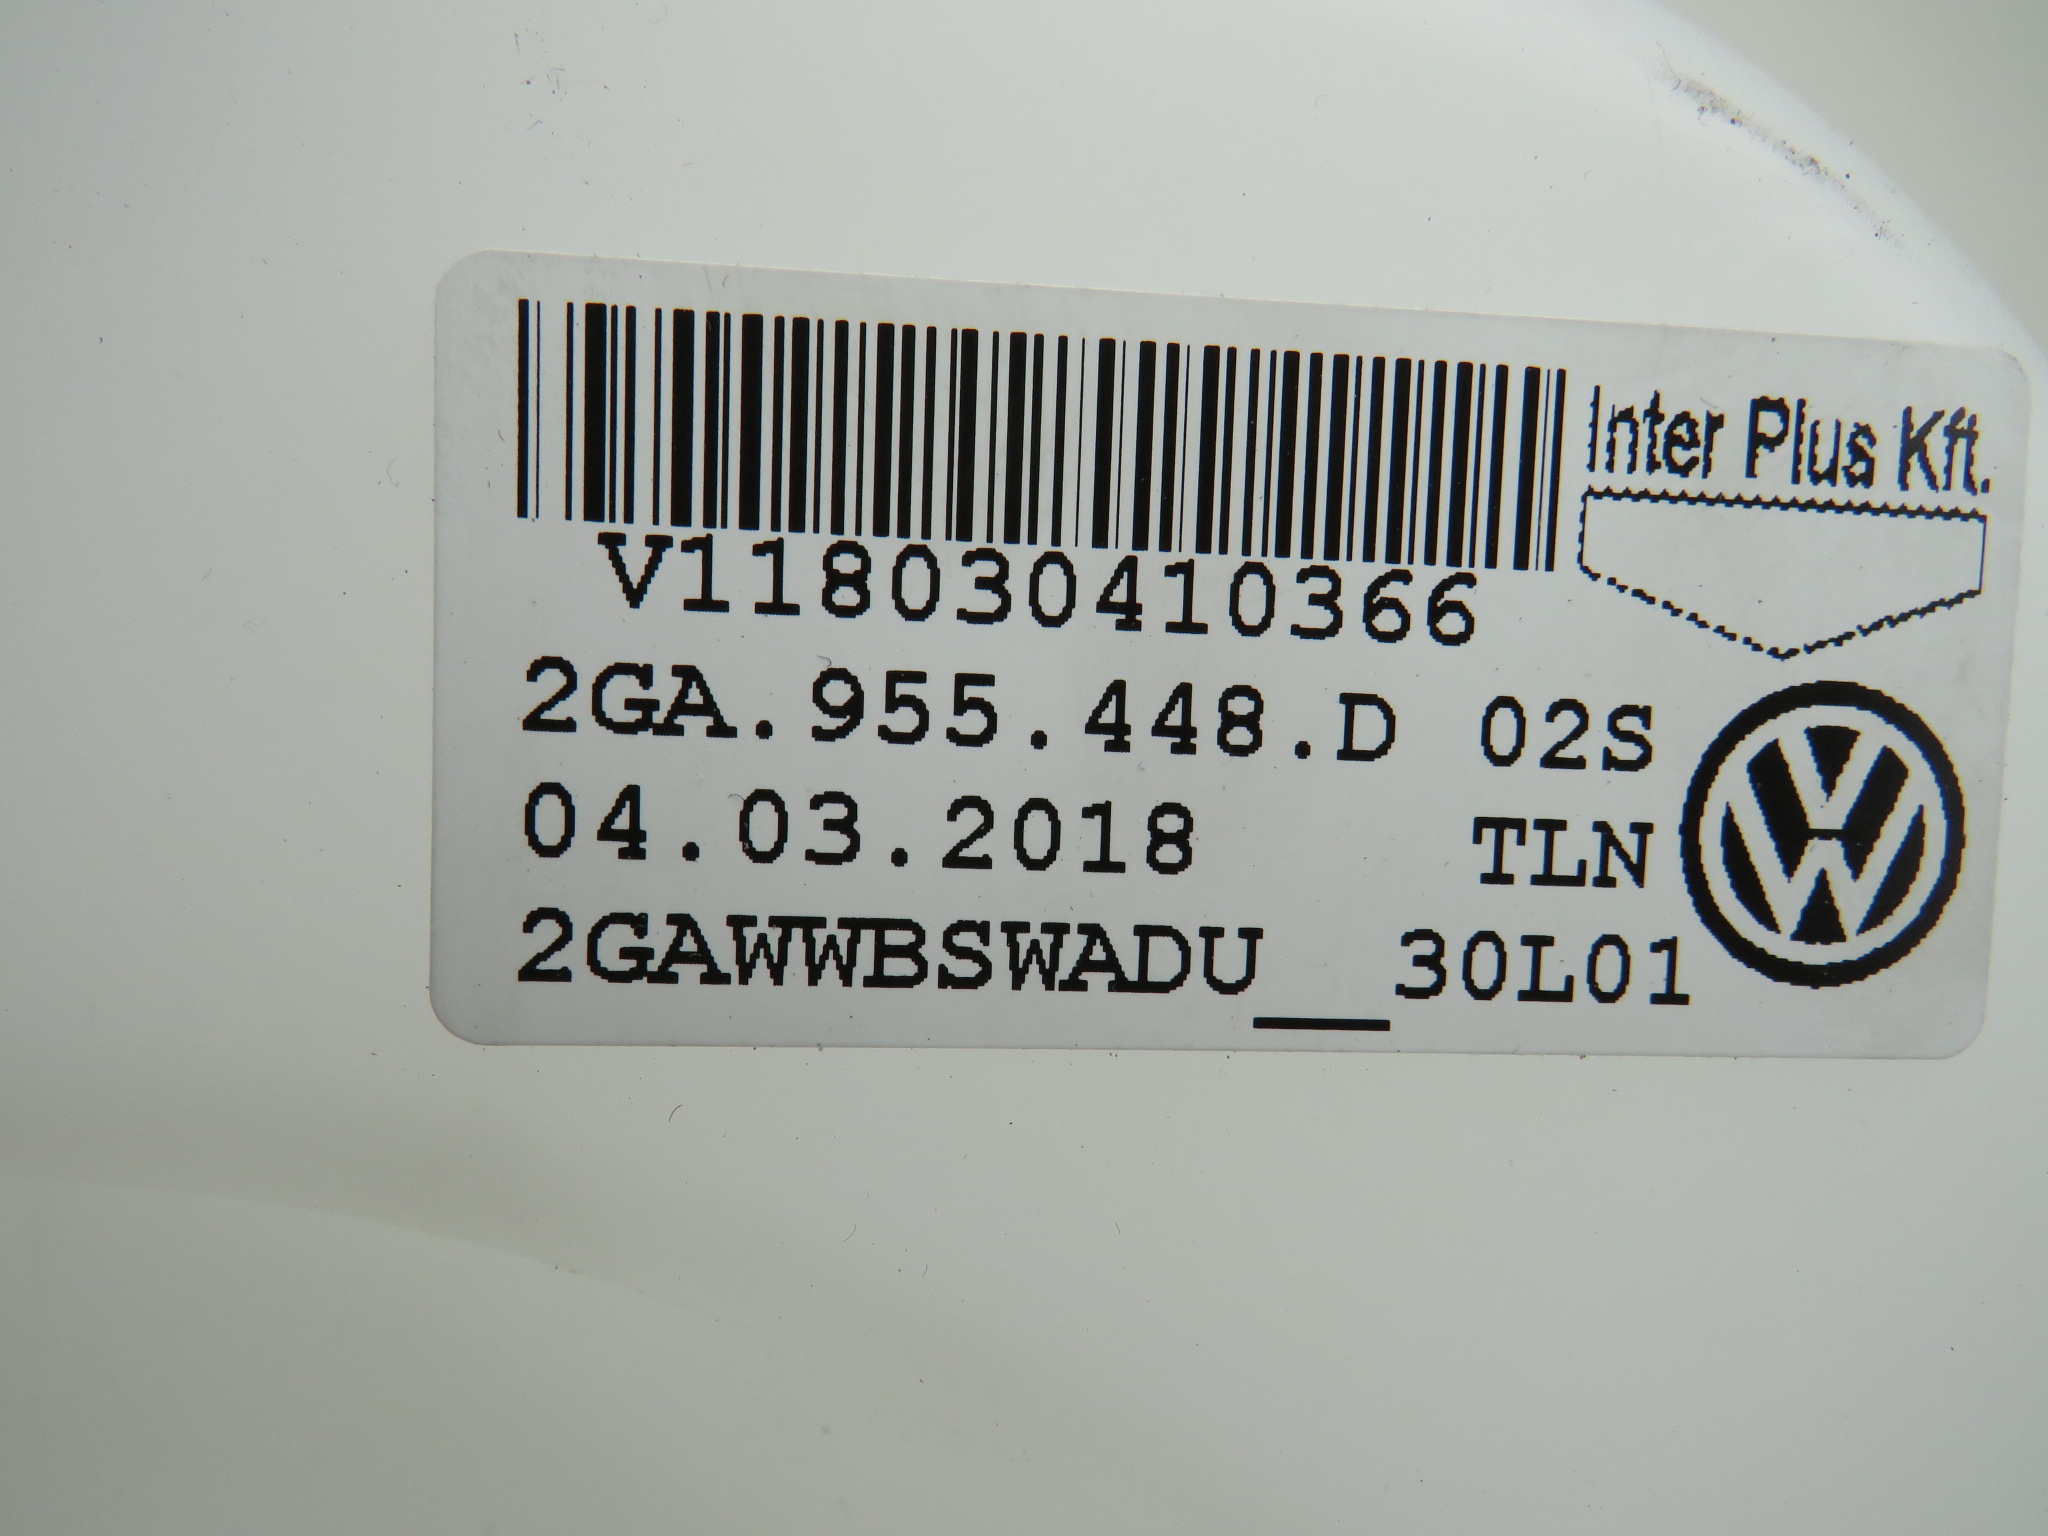 Inter Plus Kft.
V118030410366
2GA.955.448.D 02S
04.03.2018 TLN
2GAWWBSWADU__30L01